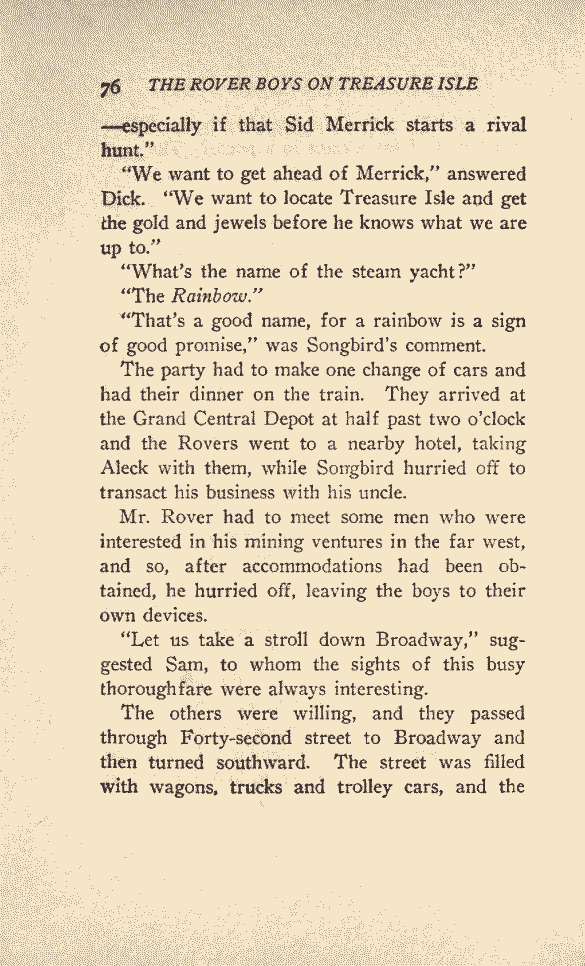 76 THE ROVER BOYS ON TREASURE ISLE
—especially if that Sid Merrick starts a rival
hunt.”
“We want to get ahead of Merrick,” answered
Dick. “We want to locate Treasure Isle and get
the gold and jewels before he knows what we are
up to.”
“What’s the name of the steam yacht?”
“The Rainbow.”
“That’s a good name, for a rainbow is a sign
of good promise,” was Songbird’s comment.
The party had to make one change of cars and
had their dinner on the train. They arrived at
the Grand Central Depot at half past two o’clock
and the Rovers went to a nearby hotel, taking
Aleck with them, while Songbird hurried off to
transact his business with his uncle.
Mr. Rover had to meet some men who were
interested in his mining ventures in the far west,
and so, after accommodations had been ob-
tained, he hurried off, leaving the boys to their
own devices.
“Let us take a stroll down Broadway,” sug-
gested Sam, to whom the sights of this busy
thoroughfare were always interesting.
The others were willing, and they passed
through Forty-second street to Broadway and
then turned southward. The street was filled
with wagons, trucks and trolley cars, and the